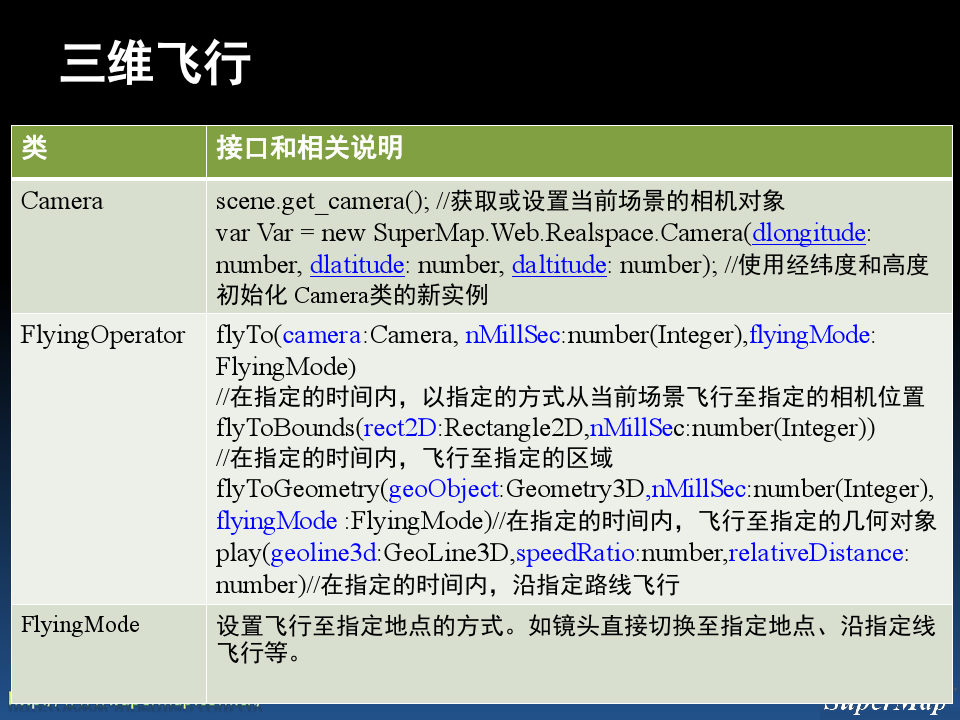 三维飞行
类
接口和相关说明
Camera
scene.get_camera(); //获取或设置当前场景的相机对象
var Var = new SuperMap.Web.Realspace.Camera(dlongitude:
number, dlatitude: number, daltitude: number); //使用经纬度和高度
初始化 Camera类的新实例
FlyingOperator
flyTo(camera:Camera, nMillSec:number(Integer),flyingMode:
FlyingMode)
//在指定的时间内，以指定的方式从当前场景飞行至指定的相机位置
flyToBounds(rect2D:Rectangle2D,nMillSec:number(Integer))
//在指定的时间内，飞行至指定的区域
flyToGeometry(geoObject:Geometry3D,nMillSec:number(Integer),
flyingMode :FlyingMode)//在指定的时间内，飞行至指定的几何对象
play(geoline3d:GeoLine3D,speedRatio:number,relativeDistance:
number)//在指定的时间内，沿指定路线飞行
FlyingMode
设置飞行至指定地点的方式。如镜头直接切换至指定地点、沿指定线
飞行等。
SuperMap